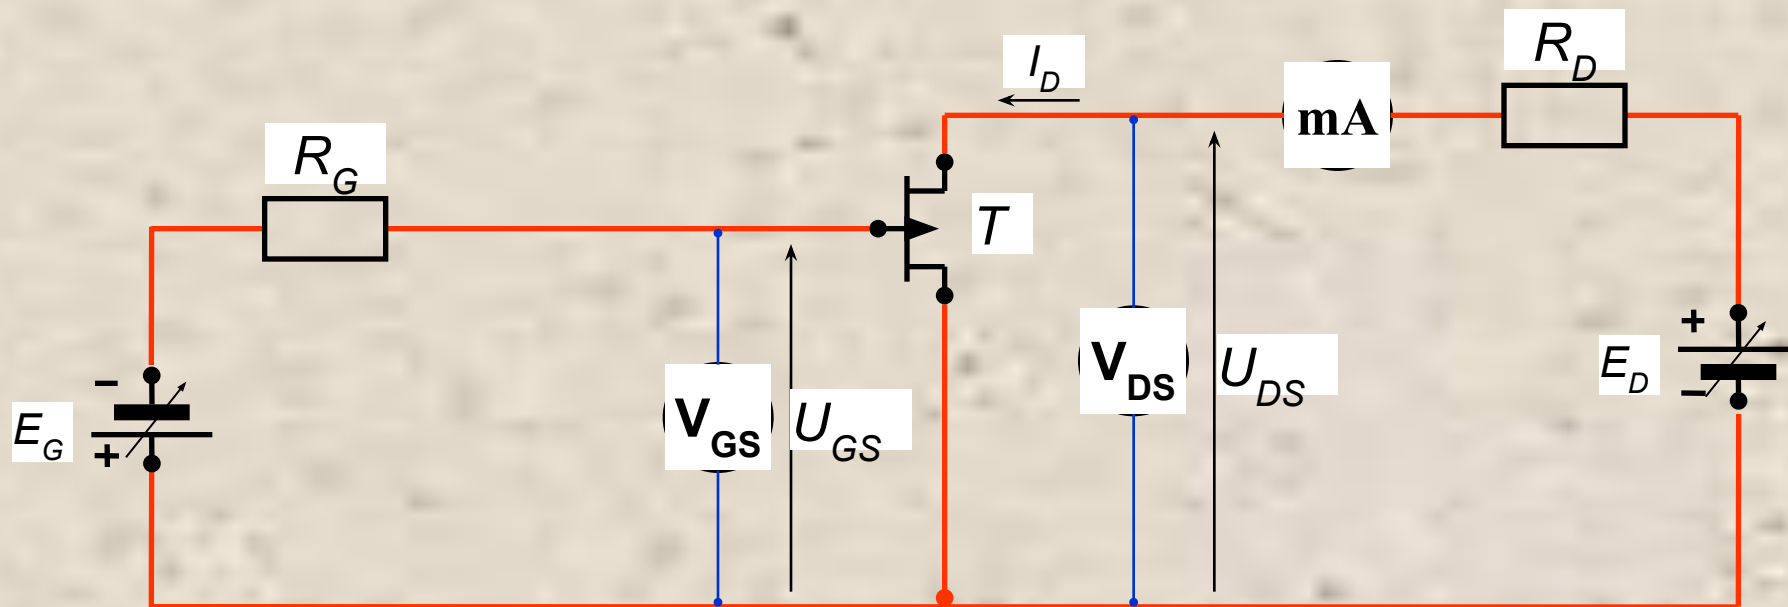 I_D
R_D
mA
R_G
T
+
−
E_D
V_DS
U_DS
−
+
E_G
V_GS
U_GS